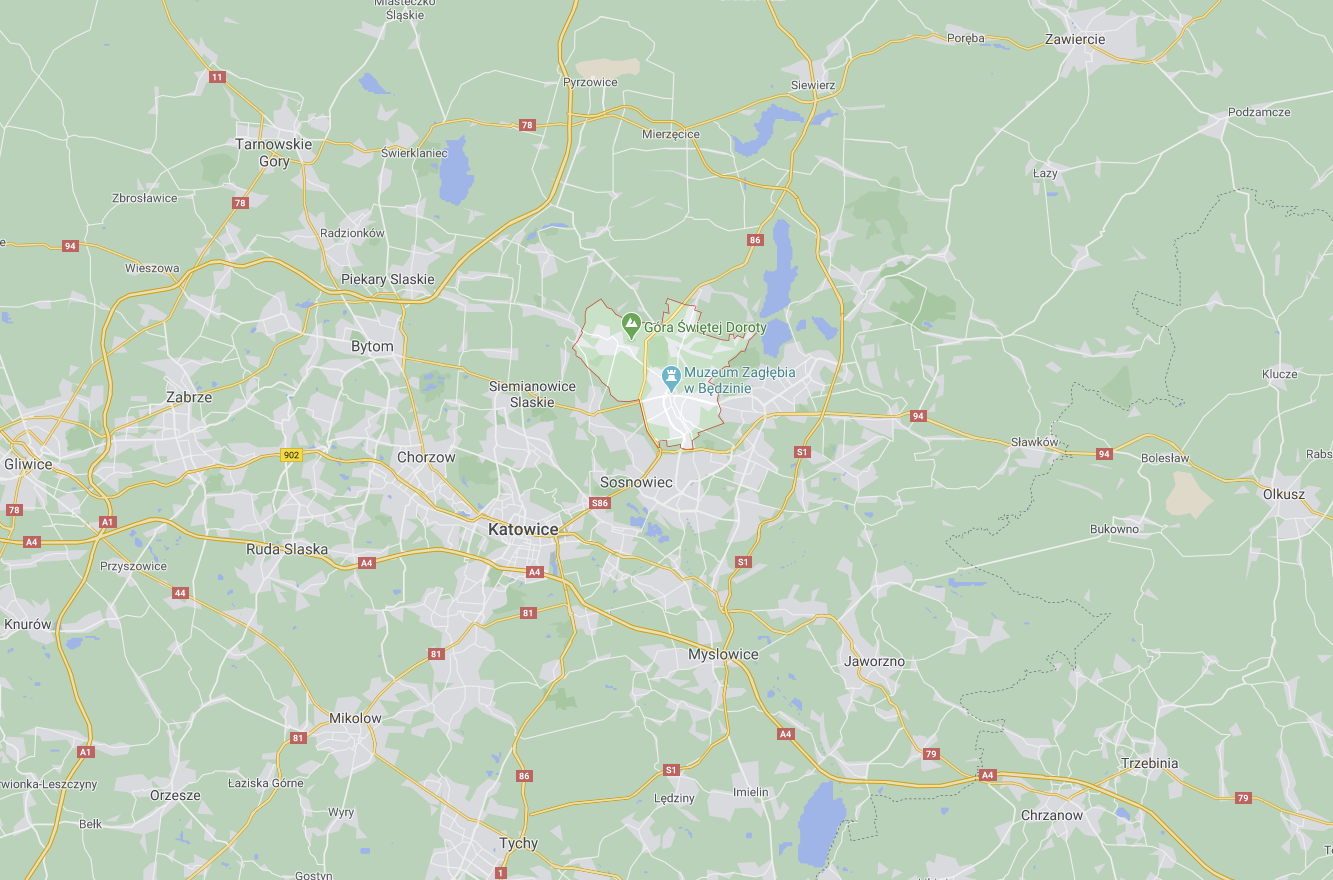 Miasteczko
Śląskie
Poręba
Zawiercie
11
Pyrzowice
Siewierz
Podzamcze
78
Mierzęcice
Tarnowskie
Gory
Świerklaniec
Łazy
Zbrosławice
78
Radzionków
94
86
Wieszowa
Piekary Slaskie
Góra Świętej Doroty
Bytom
Muzeum Zagłębia
w Będzinie
Klucze
Siemianowice
Slaskie
Zabrze
94
Sławków
94
Bolesław
S1
902
Chorzow
Gliwice
Rabs
Sosnowiec
Olkusz
S86
78
A1
Katowice
Bukowno
A4
Ruda Slaska
A4
S1
Przyszowice
A4
44
81
Knurów
81
Myslowice
Jaworzno
Mikolow
81
A4
A1
79
Trzebinia
S1
86
A4
wionka-Leszczyny
Łaziska Górne
Orzesze
Lędziny
Imielin
79
Wyry
Chrzanow
Bełk
Tychy
1
Gostyń